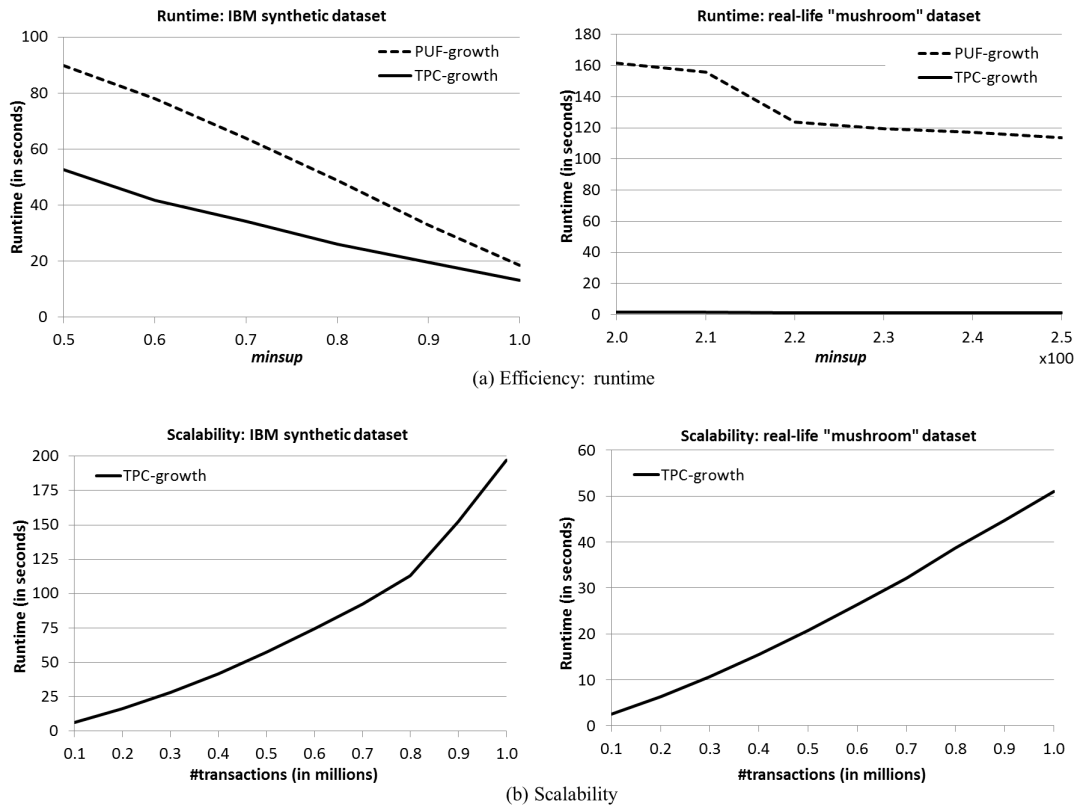 Runtime: IBM synthetic dataset
100
80
60
40
20
0
Runtime (in seconds)
PUF-growth
TPC-growth
0.5 0.6 0.7 0.8 0.9 1.0
minsup
Runtime: real-life "mushroom" dataset
180
160
140
120
100
80
60
40
20
0
Runtime (in seconds)
PUF-growth
TPC-growth
2.0 2.1 2.2 2.3 2.4 2.5
minsup
x100
(a) Efficiency: runtime
Scalability: IBM synthetic dataset
200
175
150
125
100
75
50
25
0
Runtime (in seconds)
TPC-growth
0.1 0.2 0.3 0.4 0.5 0.6 0.7 0.8 0.9 1.0
#transactions (in millions)
Scalability: real-life "mushroom" dataset
60
50
40
30
20
10
0
Runtime (in seconds)
TPC-growth
0.1 0.2 0.3 0.4 0.5 0.6 0.7 0.8 0.9 1.0
#transactions (in millions)
(b) Scalability